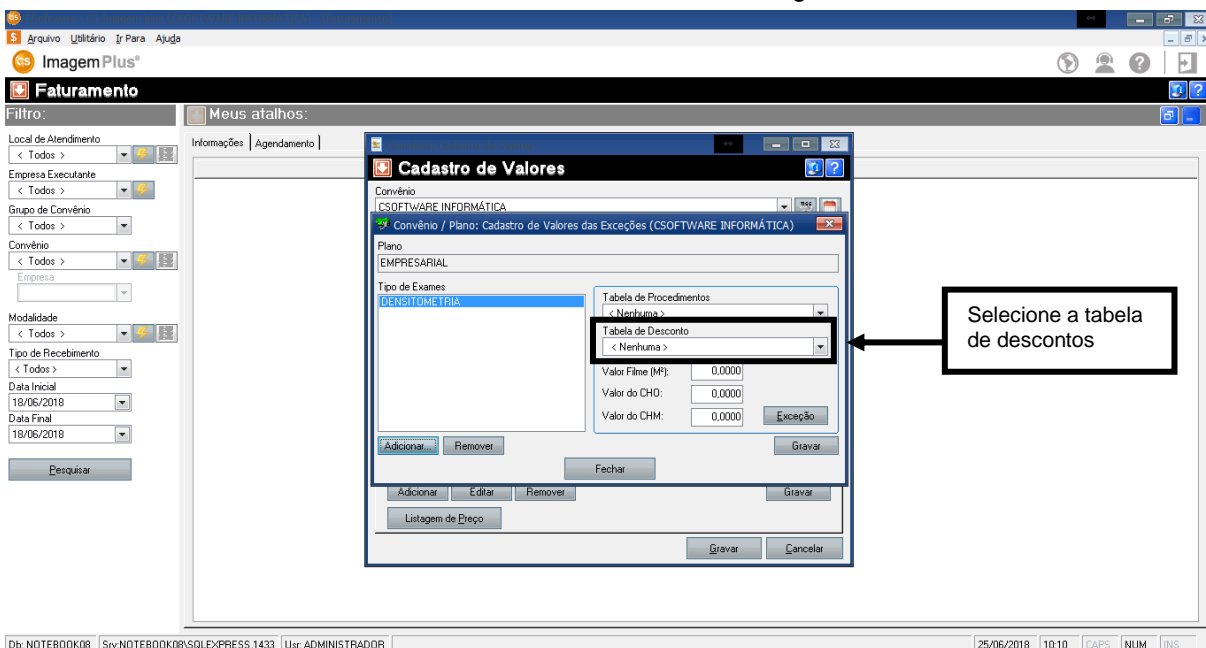 Arquivo Utilitário Ir Para Ajuda
ImagemPlus®
Faturamento
Filtro:
Meus atalhos:
Local de Atendimento
< Todos >
Empresa Executante
< Todos >
Grupo de Convênio
< Todos >
Convênio
< Todos >
Empresa
Modalidade
< Todos >
Tipo de Recebimento
< Todos >
Data Inicial
18/06/2018
Data Final
18/06/2018
Pesquisar
Informações Agendamento
Cadastro de Valores
Convênio
CSOFTWARE INFORMÁTICA
Convênio / Plano: Cadastro de Valores das Exceções (CSOFTWARE INFORMÁTICA)
Plano
EMPRESARIAL
Tipo de Exames
DENSITOMETRIA
Tabela de Procedimentos
< Nenhuma >
Tabela de Desconto
< Nenhuma >
Valor Filme (M²): 0,0000
Valor do CHO: 0,0000
Valor do CHM: 0,0000 Exceção
Adicionar... Remover Gravar
Fechar
Adicionar Editar Remover Gravar
Listagem de Preço
Gravar Cancelar
Selecione a tabela
de descontos
Db: NOTEBOOK08 Srv:NOTEBOOK08\SQLEXPRESS,1433 Usr: ADMINISTRADOR 25/06/2018 10:10 CAPS NUM INS